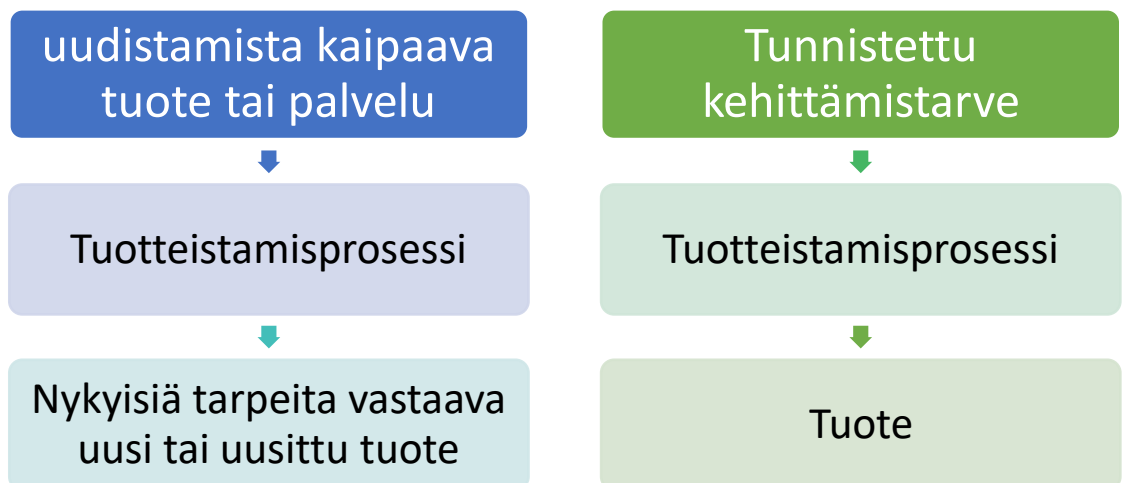 uudistamista kaipaava
tuote tai palvelu
Tuotteistamisprosessi
Nykyisiä tarpeita vastaava
uusi tai uusittu tuote
Tunnistettu
kehittämistarve
Tuotteistamisprosessi
Tuote